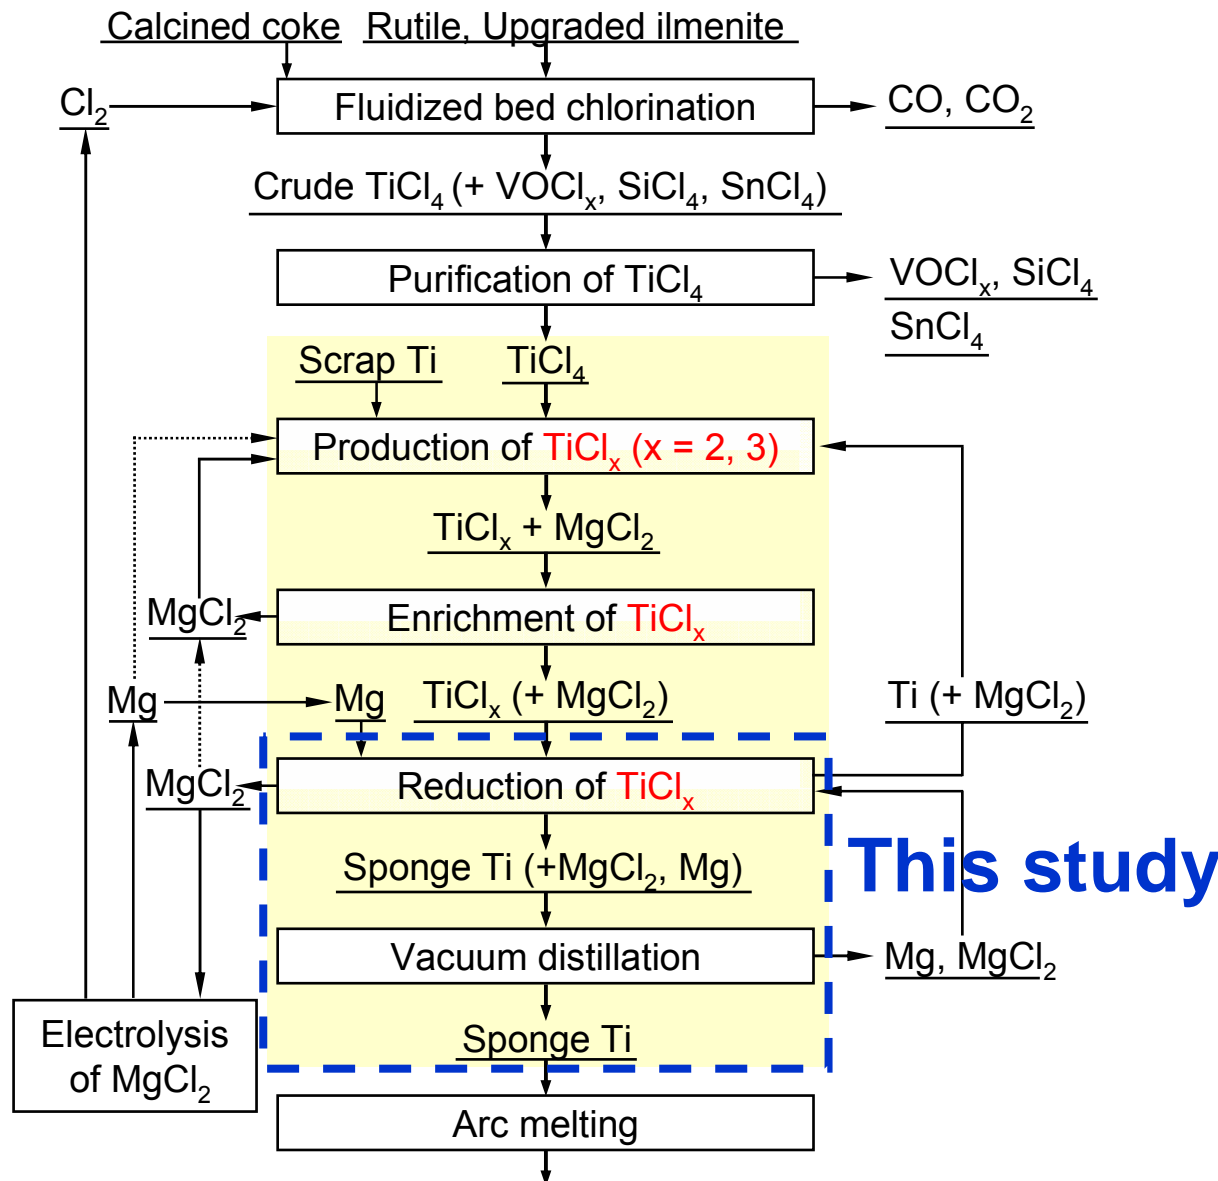 Calcined coke
Rutile, Upgraded ilmenite
Cl₂
Fluidized bed chlorination
CO, CO₂
Crude TiCl₄ (+ VOClₓ, SiCl₄, SnCl₄)
Purification of TiCl₄
VOClₓ, SiCl₄
SnCl₄
Scrap Ti
TiCl₄
Production of TiClₓ (x = 2, 3)
TiClₓ + MgCl₂
MgCl₂
Enrichment of TiClₓ
Mg
Mg
TiClₓ (+ MgCl₂)
Ti (+ MgCl₂)
MgCl₂
Reduction of TiClₓ
This study
Sponge Ti (+MgCl₂, Mg)
Vacuum distillation
Mg, MgCl₂
Electrolysis
of MgCl₂
Sponge Ti
Arc melting